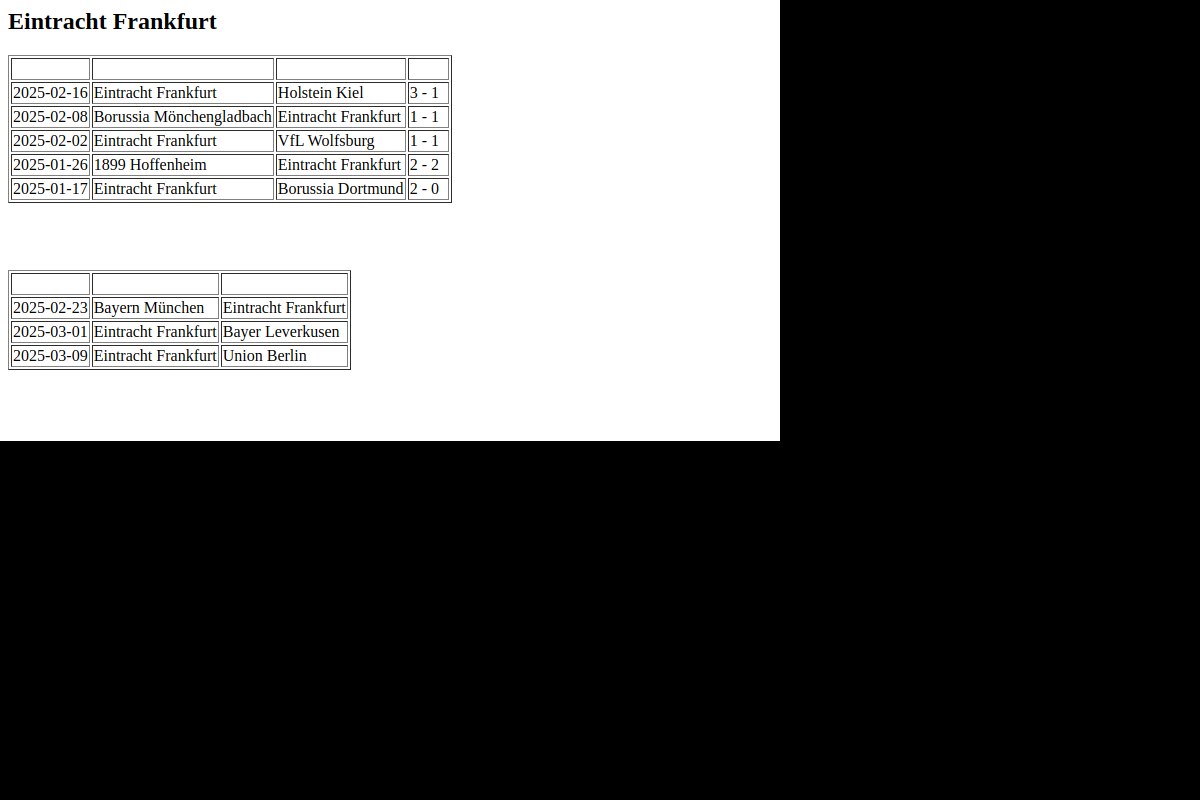 Eintracht Frankfurt
2025-02-16 Eintracht Frankfurt Holstein Kiel 3 - 1
2025-02-08 Borussia Mönchengladbach Eintracht Frankfurt 1 - 1
2025-02-02 Eintracht Frankfurt VfL Wolfsburg 1 - 1
2025-01-26 1899 Hoffenheim Eintracht Frankfurt 2 - 2
2025-01-17 Eintracht Frankfurt Borussia Dortmund 2 - 0
2025-02-23 Bayern München Eintracht Frankfurt
2025-03-01 Eintracht Frankfurt Bayer Leverkusen
2025-03-09 Eintracht Frankfurt Union Berlin